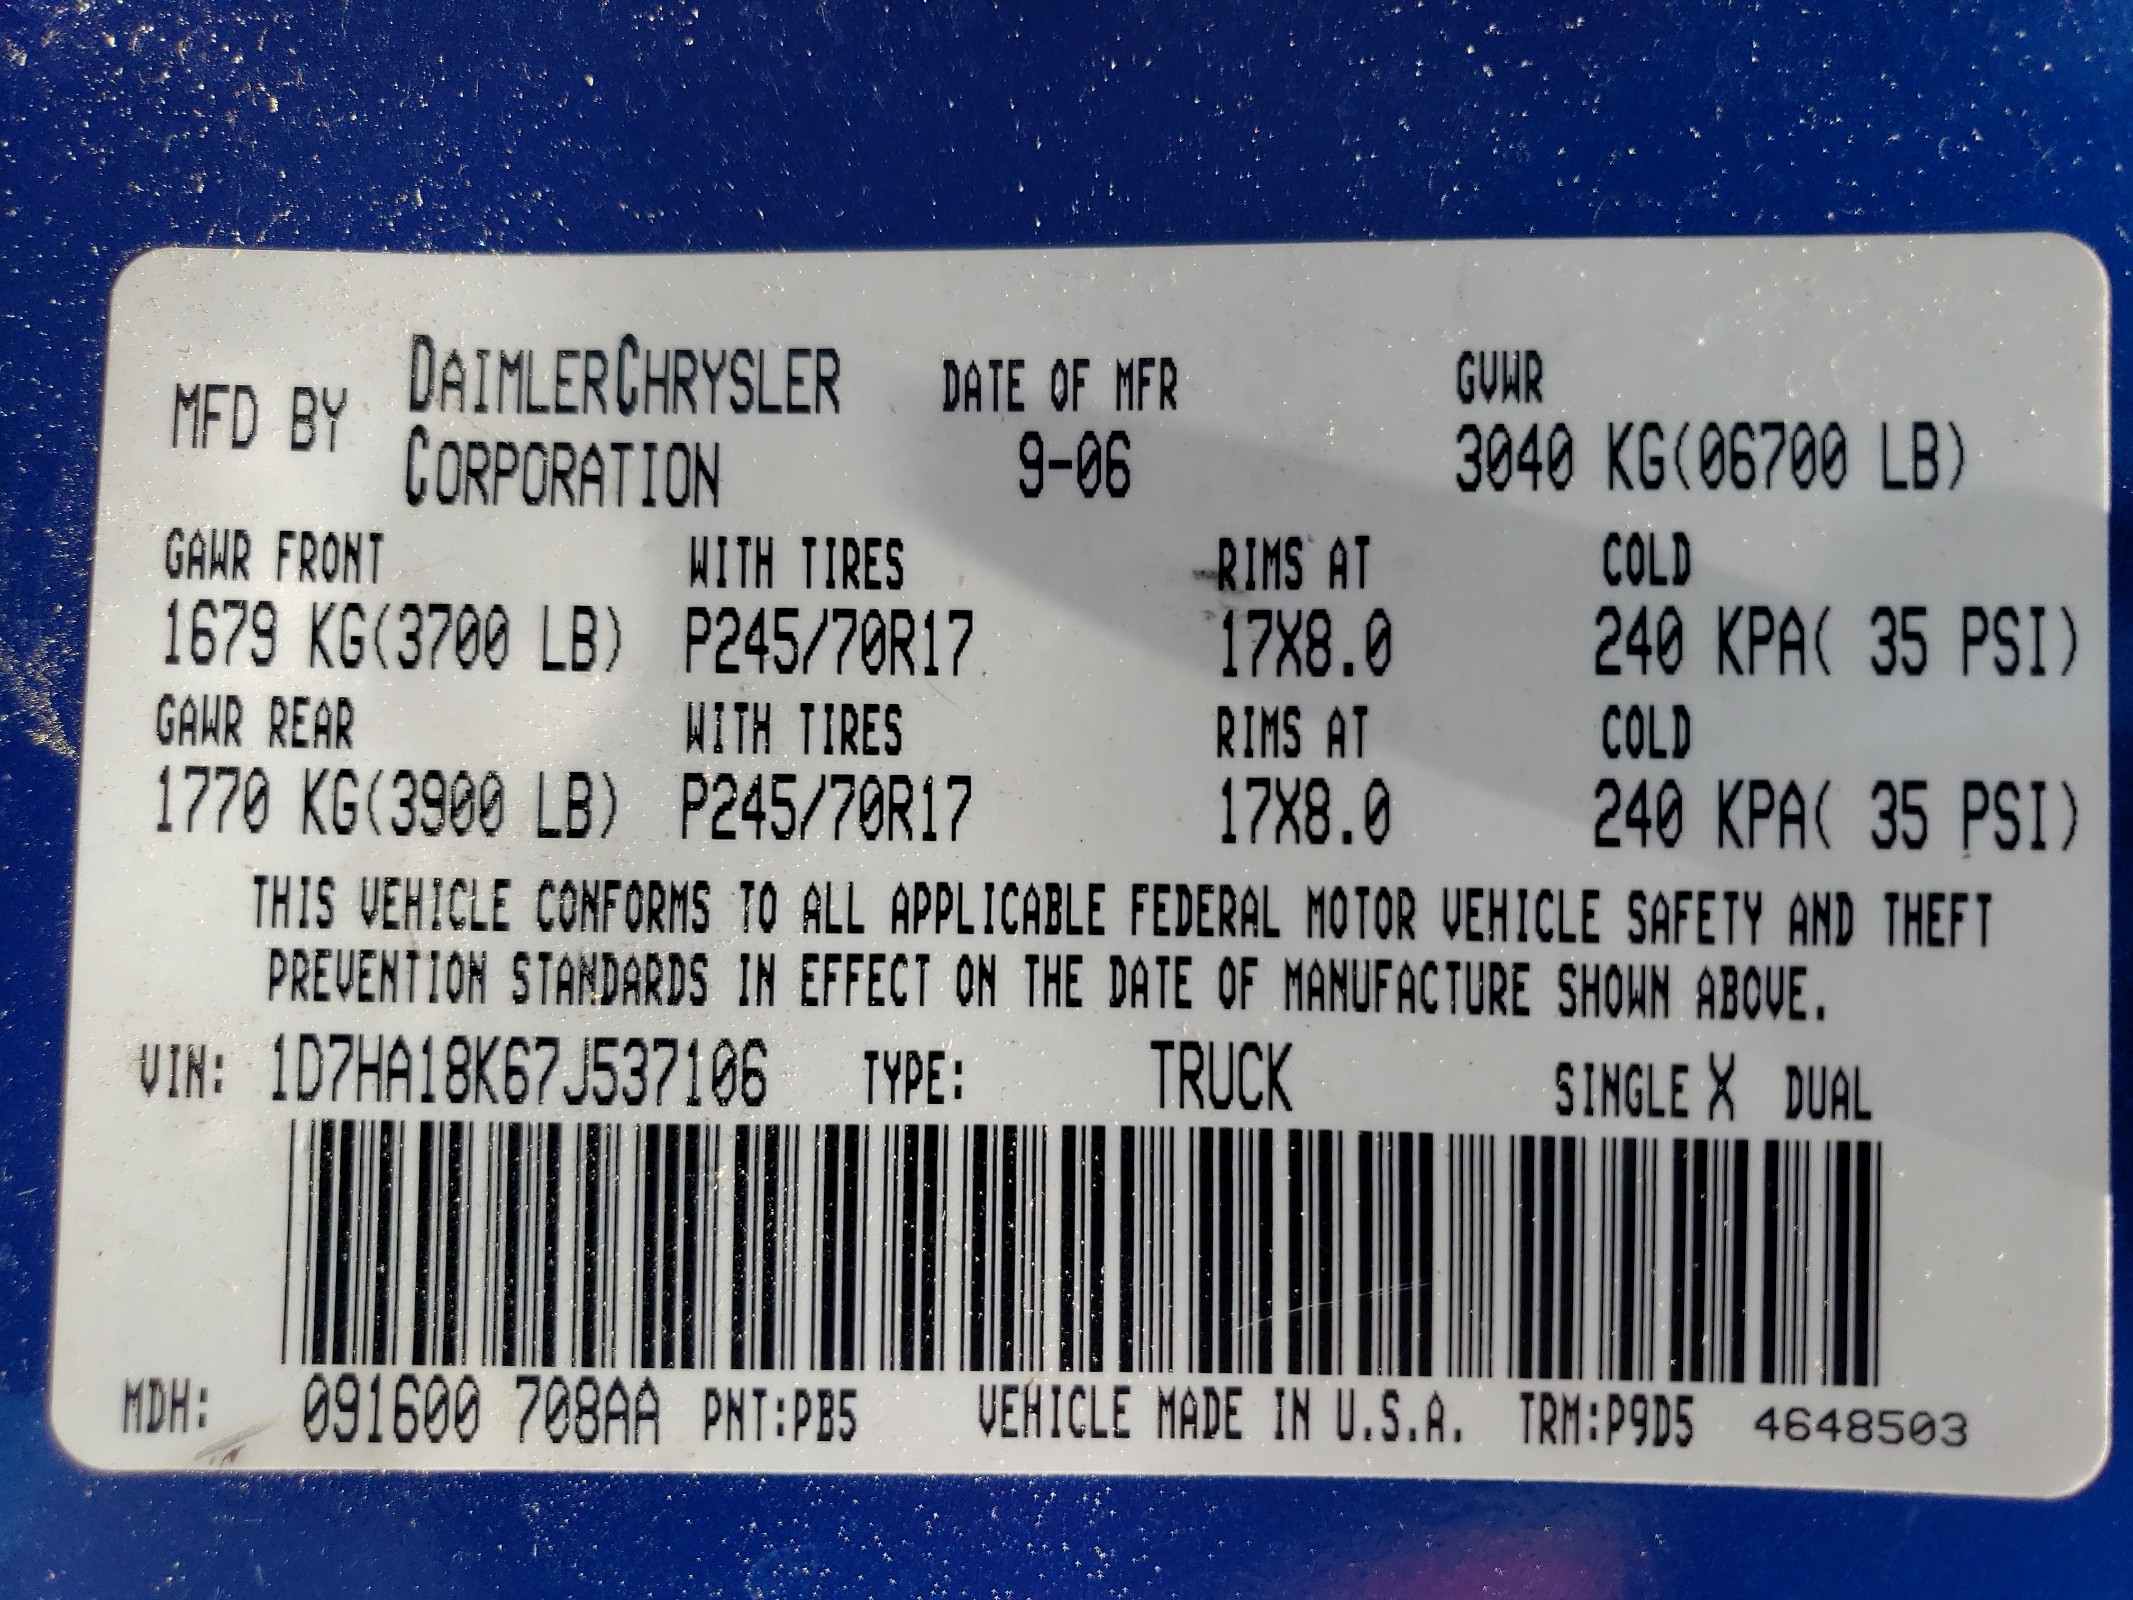 MFD BY DAIMLERCHRYSLER CORPORATION DATE OF MFR 9-06 GVWR 3040 KG(06700 LB)
GAWR FRONT WITH TIRES RIMS AT COLD
1679 KG(3700 LB) P245/70R17 17X8.0 240 KPA( 35 PSI)
GAWR REAR WITH TIRES RIMS AT COLD
1770 KG(3900 LB) P245/70R17 17X8.0 240 KPA( 35 PSI)
THIS VEHICLE CONFORMS TO ALL APPLICABLE FEDERAL MOTOR VEHICLE SAFETY AND THEFT
PREVENTION STANDARDS IN EFFECT ON THE DATE OF MANUFACTURE SHOWN ABOVE.
VIN: 1D7HA18K67J537106 TYPE: TRUCK SINGLE X DUAL
MDH: 091600 708AA PNT:PB5 VEHICLE MADE IN U.S.A. TRM:P9D5 4648503